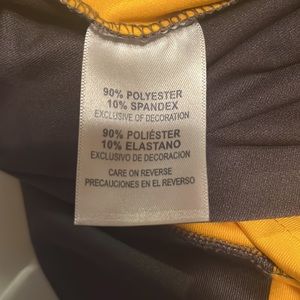 90% POLYESTER
10% SPANDEX
EXCLUSIVE OF DECORATION
90% POLIÉSTER
10% ELASTANO
EXCLUSIVO DE DECORACION
CARE ON REVERSE
PRECAUCIONES EN EL REVERSO